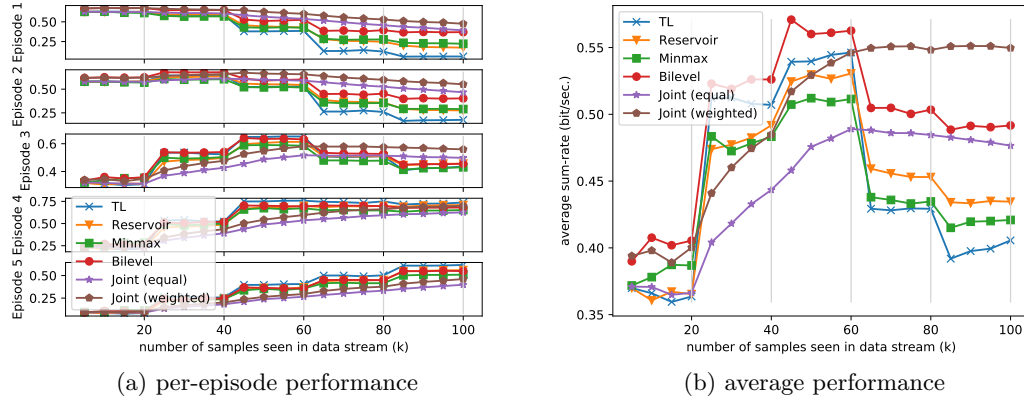 Episode 1
0.50
0.25
Episode 2
0.50
0.25
Episode 3
0.6
0.4
Episode 4
0.75
0.50
0.25
Episode 5
0.50
0.25
TL
Reservoir
Minmax
Bilevel
Joint (equal)
Joint (weighted)
20 40 60 80 100
number of samples seen in data stream (k)
(a) per-episode performance
average sum-rate (bit/sec.)
0.55
0.50
0.45
0.40
0.35
TL
Reservoir
Minmax
Bilevel
Joint (equal)
Joint (weighted)
20 40 60 80 100
number of samples seen in data stream (k)
(b) average performance